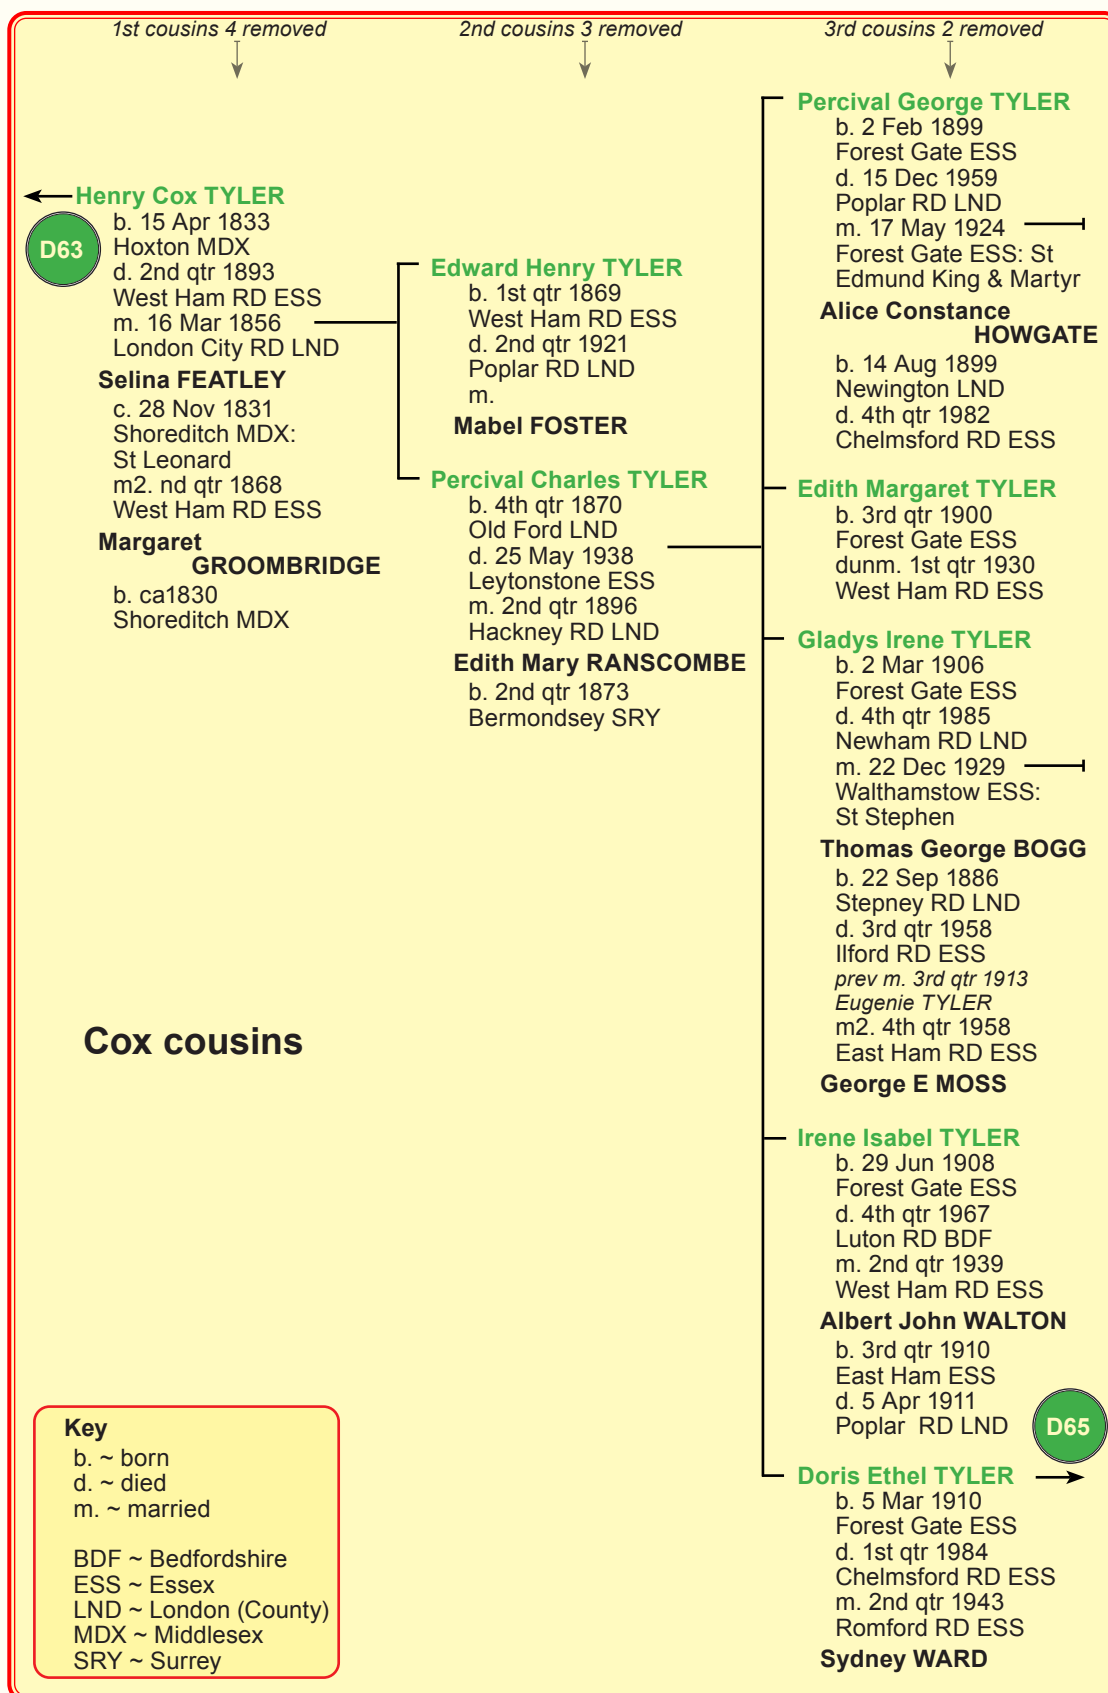 1st cousins 4 removed
2nd cousins 3 removed
3rd cousins 2 removed
D63
Henry Cox TYLER
b. 15 Apr 1833
Hoxton MDX
d. 2nd qtr 1893
West Ham RD ESS
m. 16 Mar 1856
London City RD LND
Selina FEATLEY
c. 28 Nov 1831
Shoreditch MDX:
St Leonard
m2. nd qtr 1868
West Ham RD ESS
Margaret
GROOMBRIDGE
b. ca1830
Shoreditch MDX
Edward Henry TYLER
b. 1st qtr 1869
West Ham RD ESS
d. 2nd qtr 1921
Poplar RD LND
m.
Mabel FOSTER
Percival Charles TYLER
b. 4th qtr 1870
Old Ford LND
d. 25 May 1938
Leytonstone ESS
m. 2nd qtr 1896
Hackney RD LND
Edith Mary RANSCOMBE
b. 2nd qtr 1873
Bermondsey SRY
Percival George TYLER
b. 2 Feb 1899
Forest Gate ESS
d. 15 Dec 1959
Poplar RD LND
m. 17 May 1924
Forest Gate ESS: St
Edmund King & Martyr
Alice Constance
HOWGATE
b. 14 Aug 1899
Newington LND
d. 4th qtr 1982
Chelmsford RD ESS
Edith Margaret TYLER
b. 3rd qtr 1900
Forest Gate ESS
dunm. 1st qtr 1930
West Ham RD ESS
Gladys Irene TYLER
b. 2 Mar 1906
Forest Gate ESS
d. 4th qtr 1985
Newham RD LND
m. 22 Dec 1929
Walthamstow ESS:
St Stephen
Thomas George BOGG
b. 22 Sep 1886
Stepney RD LND
d. 3rd qtr 1958
Ilford RD ESS
prev m. 3rd qtr 1913
Eugenie TYLER
m2. 4th qtr 1958
East Ham RD ESS
George E MOSS
Irene Isabel TYLER
b. 29 Jun 1908
Forest Gate ESS
d. 4th qtr 1967
Luton RD BDF
m. 2nd qtr 1939
West Ham RD ESS
Albert John WALTON
b. 3rd qtr 1910
East Ham ESS
d. 5 Apr 1911
Poplar  RD LND
D65
Doris Ethel TYLER
b. 5 Mar 1910
Forest Gate ESS
d. 1st qtr 1984
Chelmsford RD ESS
m. 2nd qtr 1943
Romford RD ESS
Sydney WARD
Cox cousins
Key
b. ~ born
d. ~ died
m. ~ married
BDF ~ Bedfordshire
ESS ~ Essex
LND ~ London (County)
MDX ~ Middlesex
SRY ~ Surrey